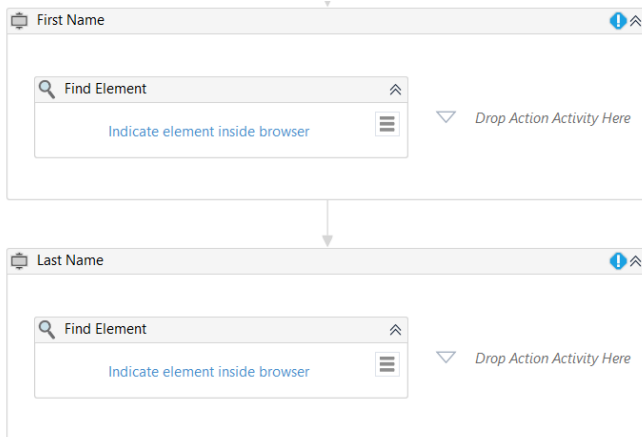 First Name
Find Element
Indicate element inside browser
Drop Action Activity Here
Last Name
Find Element
Indicate element inside browser
Drop Action Activity Here